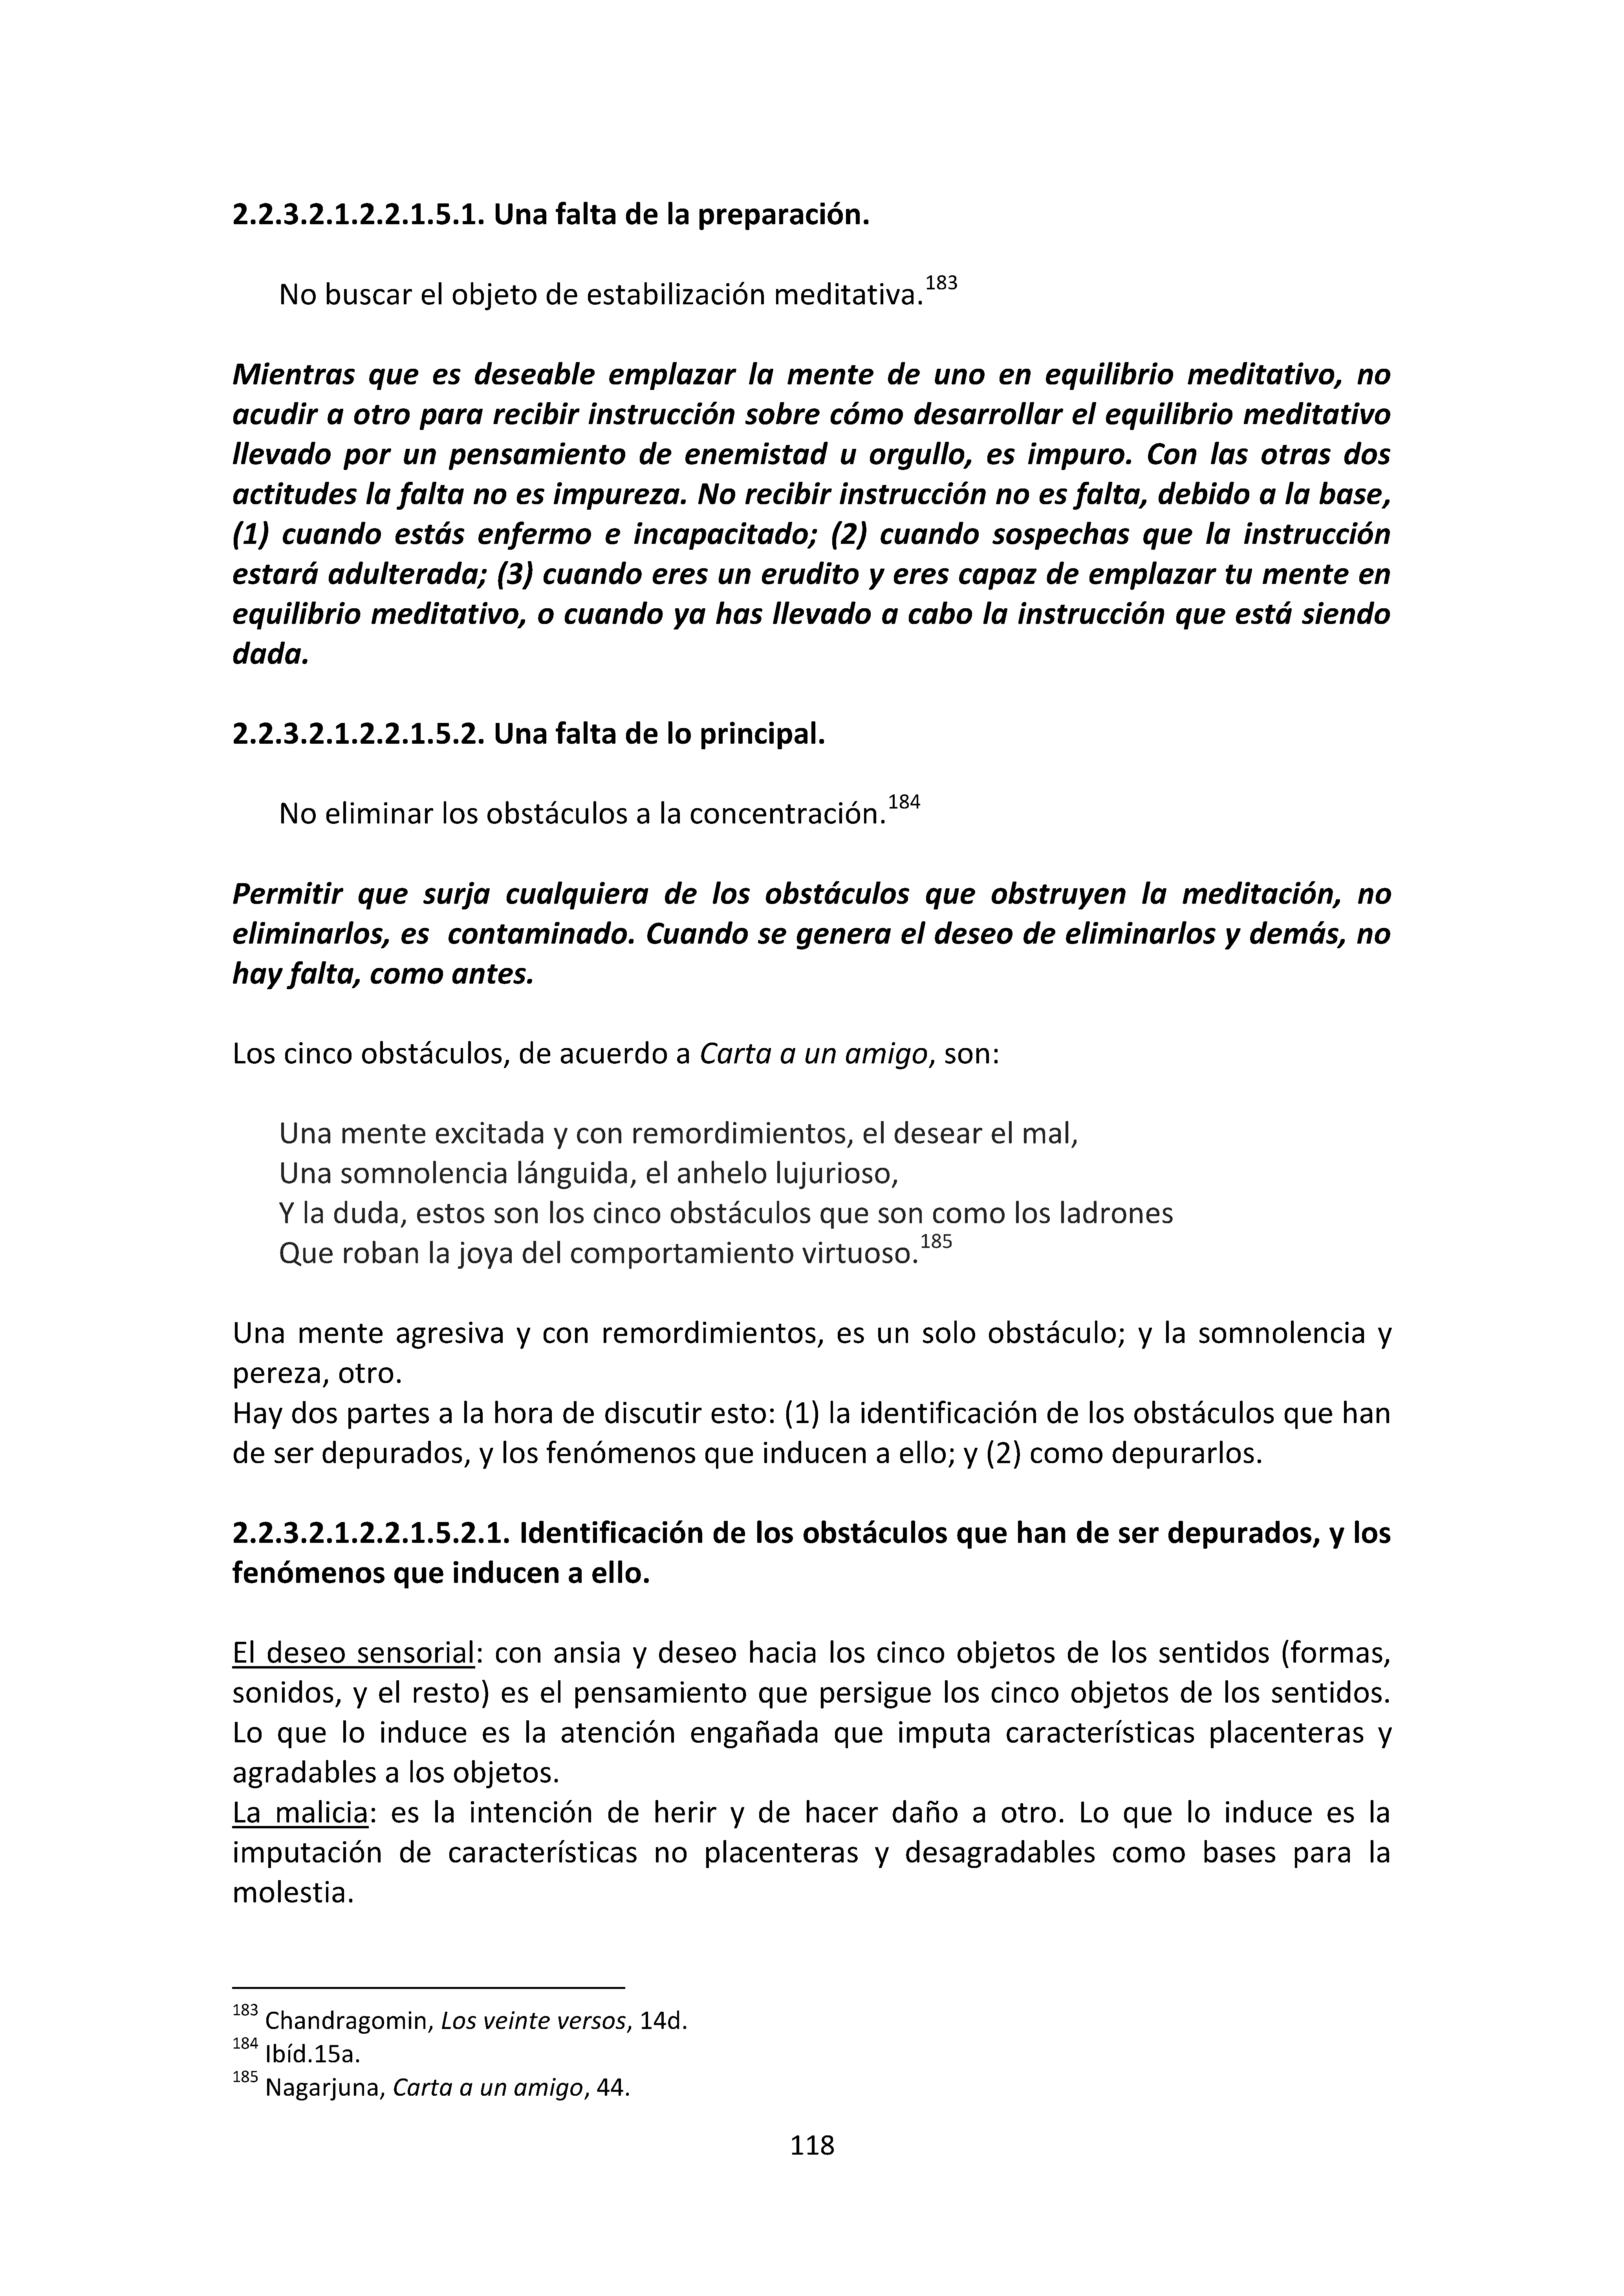 2.2.3.2.1.2.2.1.5.1. Una falta de la preparación.
No buscar el objeto de estabilización meditativa.183
Mientras que es deseable emplazar la mente de uno en equilibrio meditativo, no
acudir a otro para recibir instrucción sobre cómo desarrollar el equilibrio meditativo
llevado por un pensamiento de enemistad u orgullo, es impuro. Con las otras dos
actitudes la falta no es impureza. No recibir instrucción no es falta, debido a la base,
(1) cuando estás enfermo e incapacitado; (2) cuando sospechas que la instrucción
estará adulterada; (3) cuando eres un erudito y eres capaz de emplazar tu mente en
equilibrio meditativo, o cuando ya has llevado a cabo la instrucción que está siendo
dada.
2.2.3.2.1.2.2.1.5.2. Una falta de lo principal.
No eliminar los obstáculos a la concentración.184
Permitir que surja cualquiera de los obstáculos que obstruyen la meditación, no
eliminarlos, es  contaminado. Cuando se genera el deseo de eliminarlos y demás, no
hay falta, como antes.
Los cinco obstáculos, de acuerdo a Carta a un amigo, son:
Una mente excitada y con remordimientos, el desear el mal,
Una somnolencia lánguida, el anhelo lujurioso,
Y la duda, estos son los cinco obstáculos que son como los ladrones
Que roban la joya del comportamiento virtuoso.185
Una mente agresiva y con remordimientos, es un solo obstáculo; y la somnolencia y
pereza, otro.
Hay dos partes a la hora de discutir esto: (1) la identificación de los obstáculos que han
de ser depurados, y los fenómenos que inducen a ello; y (2) como depurarlos.
2.2.3.2.1.2.2.1.5.2.1. Identificación de los obstáculos que han de ser depurados, y los
fenómenos que inducen a ello.
El deseo sensorial: con ansia y deseo hacia los cinco objetos de los sentidos (formas,
sonidos, y el resto) es el pensamiento que persigue los cinco objetos de los sentidos.
Lo que lo induce es la atención engañada que imputa características placenteras y
agradables a los objetos.
La malicia: es la intención de herir y de hacer daño a otro. Lo que lo induce es la
imputación de características no placenteras y desagradables como bases para la
molestia.
183 Chandragomin, Los veinte versos, 14d.
184 Ibíd.15a.
185 Nagarjuna, Carta a un amigo, 44.
118